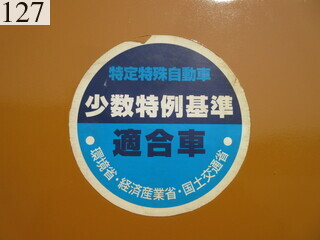 127
特定特殊自動車
少数特例基準
適合車
・環境省・経済産業省・国土交通省・